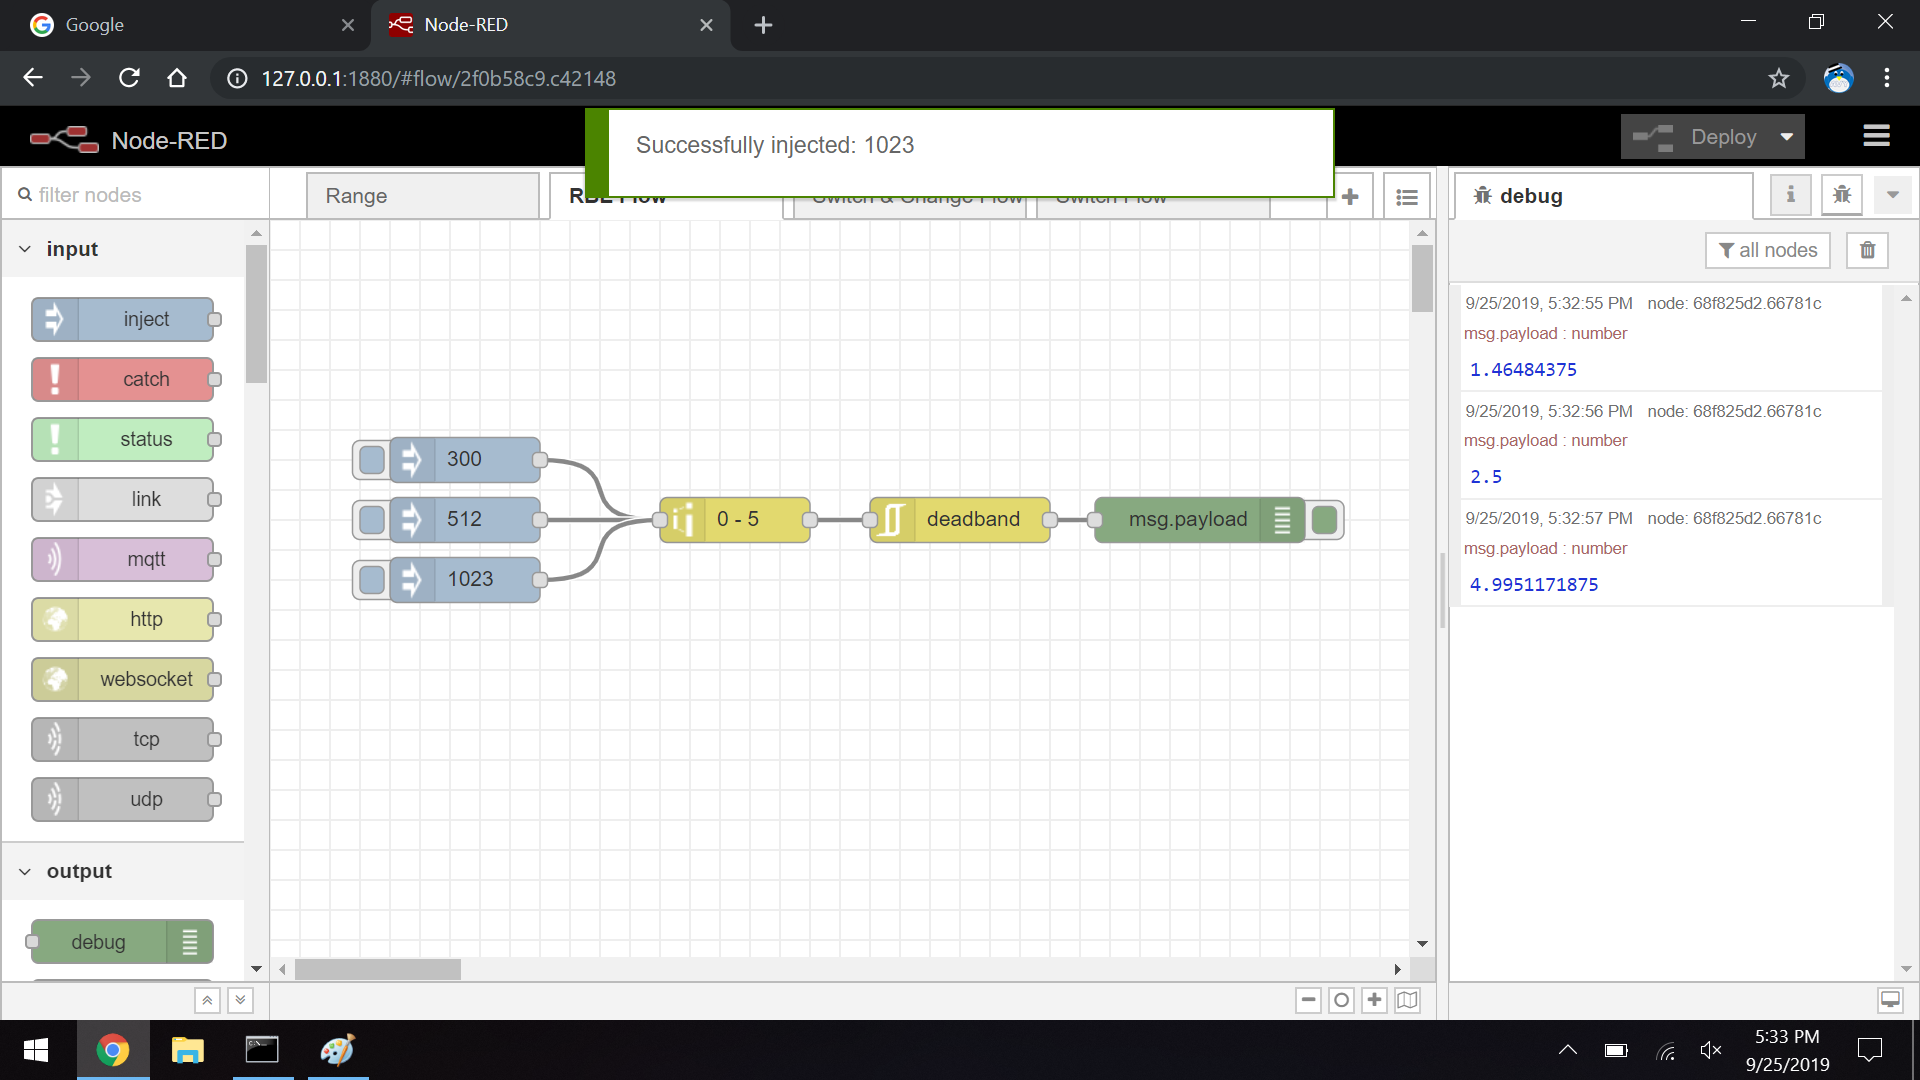 Google
Node-RED
127.0.0.1:1880/#flow/2f0b58c9.c42148
Node-RED
Successfully injected: 1023
Deploy
filter nodes
Range
RBE Flow
Switch & Change Flow
Switch Flow
debug
i
all nodes
input
inject
catch
status
link
mqtt
http
websocket
tcp
udp
output
debug
300
512
1023
0 - 5
deadband
msg.payload
9/25/2019, 5:32:55 PM node: 68f825d2.66781c
msg.payload : number
1.46484375
9/25/2019, 5:32:56 PM node: 68f825d2.66781c
msg.payload : number
2.5
9/25/2019, 5:32:57 PM node: 68f825d2.66781c
msg.payload : number
4.9951171875
5:33 PM
9/25/2019